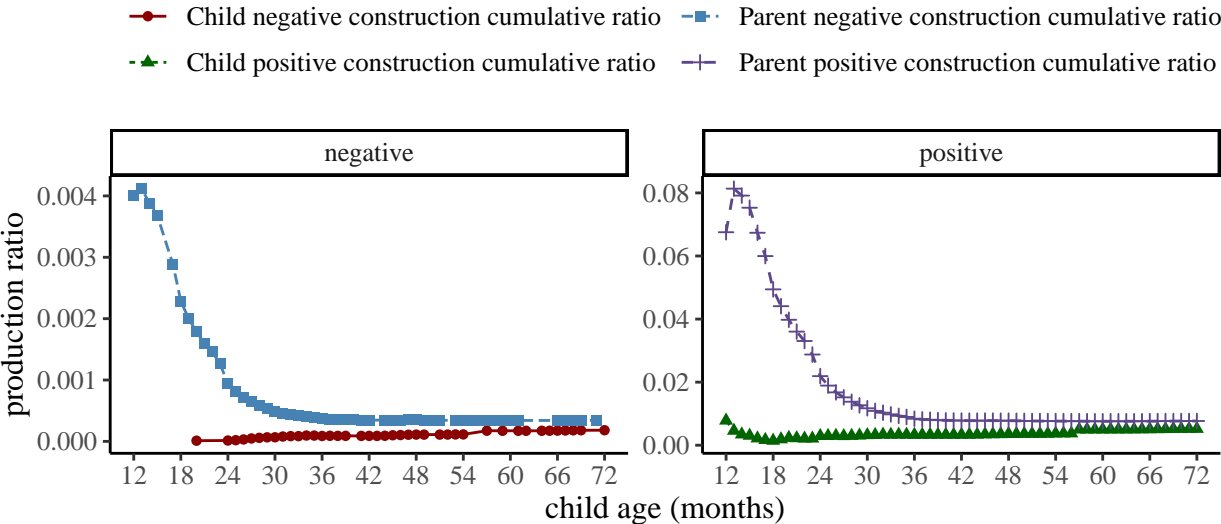 Child negative construction cumulative ratio Parent negative construction cumulative ratio
Child positive construction cumulative ratio Parent positive construction cumulative ratio
negative positive
production ratio
0.004
0.003
0.002
0.001
0.000
0.08
0.06
0.04
0.02
0.00
12 18 24 30 36 42 48 54 60 66 72
12 18 24 30 36 42 48 54 60 66 72
child age (months)